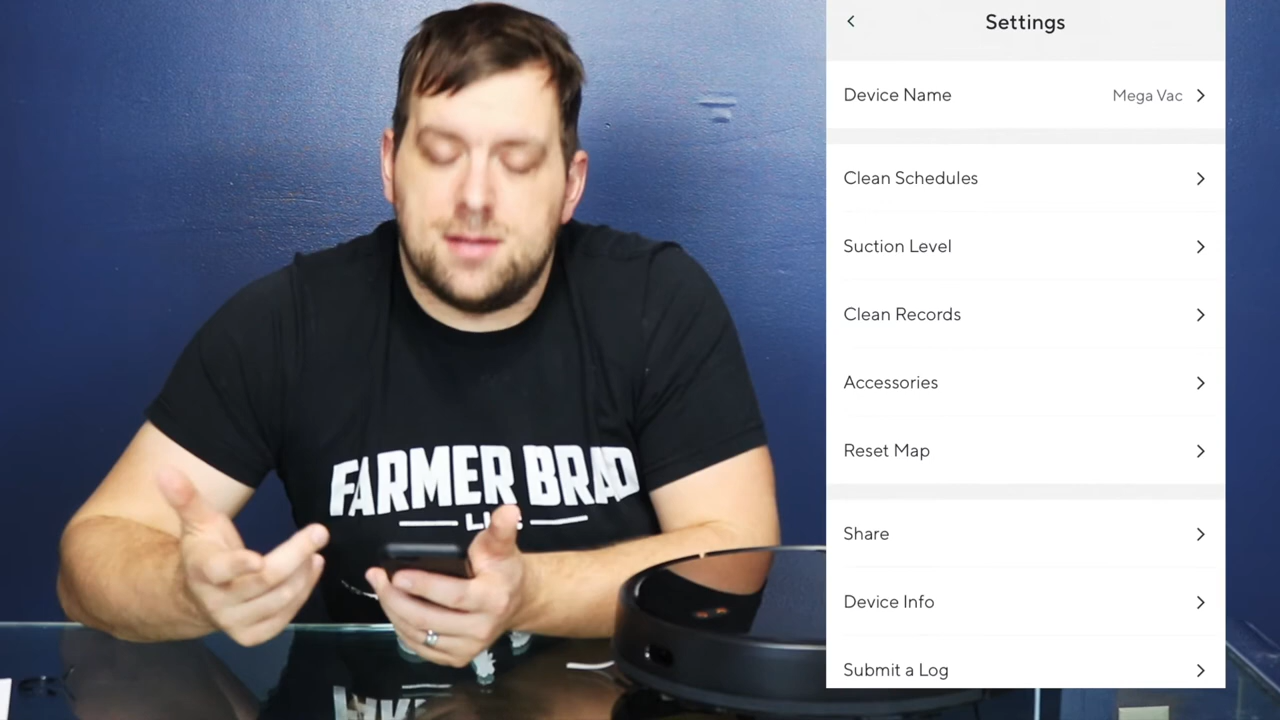 FARMER BRAD
Settings
Device Name
Mega Vac
Clean Schedules
Suction Level
Clean Records
Accessories
Reset Map
Share
Device Info
Submit a Log